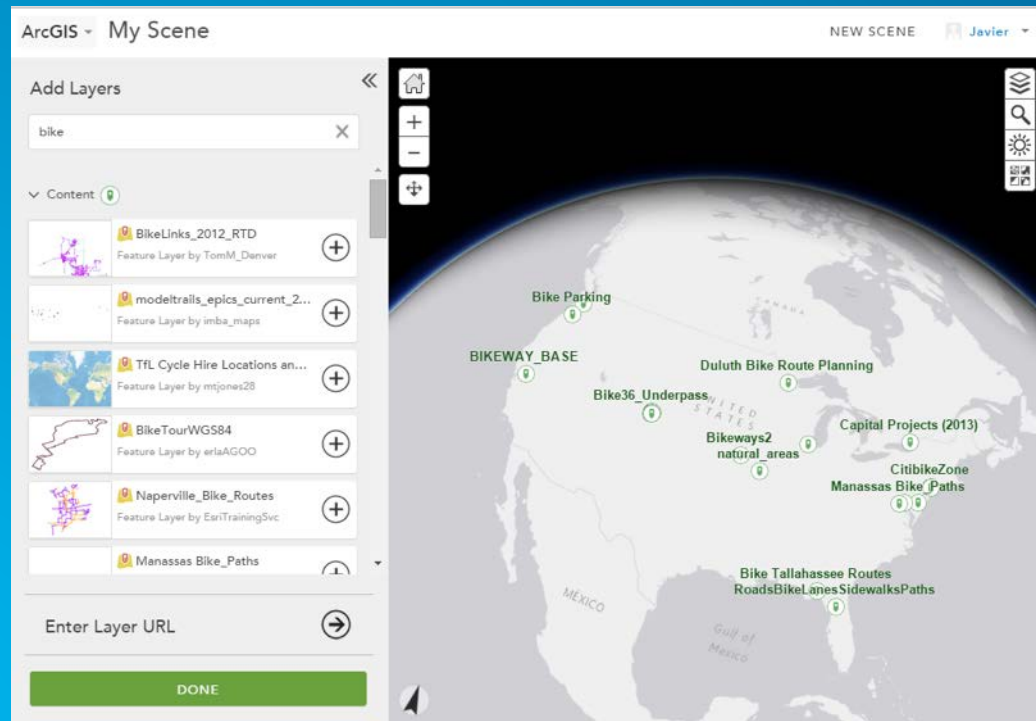 ArcGIS My Scene
NEW SCENE
Javier
Add Layers
bike
Content
BikeLinks_2012_RTD
Feature Layer by TomM_Denver
modeltrails_epics_current_2...
Feature Layer by imba_maps
TfL Cycle Hire Locations an...
Feature Layer by mtjones28
BikeTourWGS84
Feature Layer by erlaAGOO
Naperville_Bike_Routes
Feature Layer by EsriTrainingSvc
Manassas Bike_Paths
Enter Layer URL
DONE
CANADA
Bike Parking
BIKEWAY_BASE
Duluth Bike Route Planning
Bike36_Underpass
UNITED
STATES
Capital Projects (2013)
Bikeways2
natural_areas
CitibikeZone
Manassas Bike_Paths
Bike Tallahassee Routes
RoadsBikeLanesSidewalksPaths
MÉXICO
Gulf of
Mexico